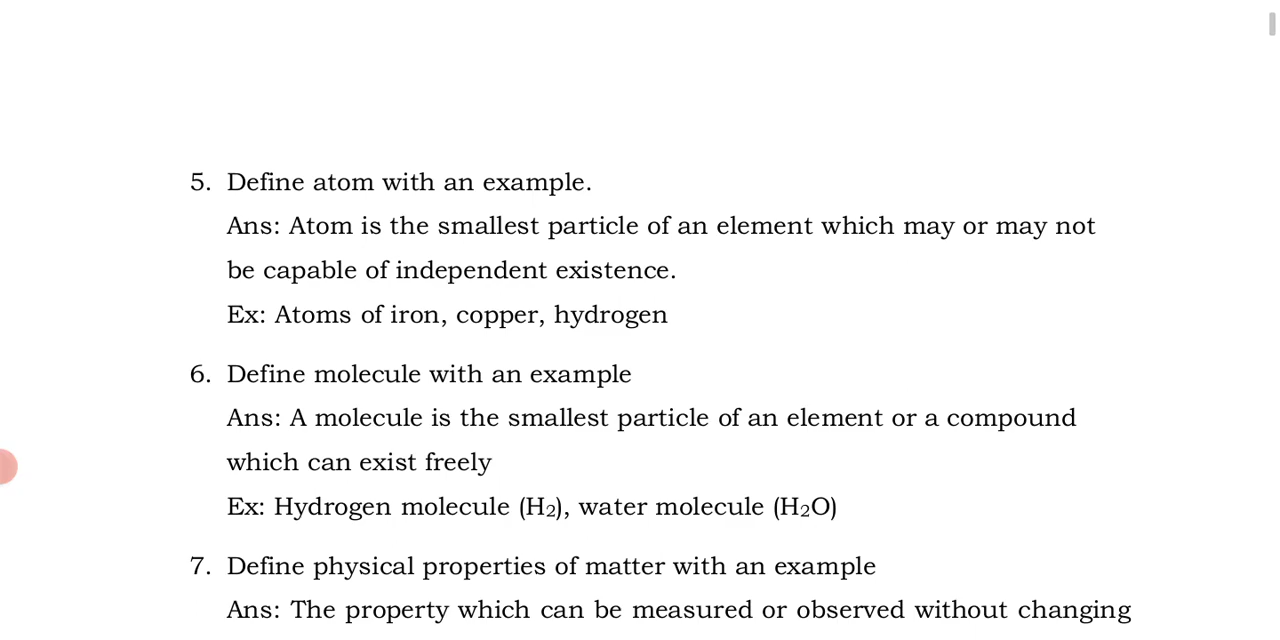 5. Define atom with an example.
Ans: Atom is the smallest particle of an element which may or may not
be capable of independent existence.
Ex: Atoms of iron, copper, hydrogen
6. Define molecule with an example
Ans: A molecule is the smallest particle of an element or a compound
which can exist freely
Ex: Hydrogen molecule (H₂), water molecule (H₂O)
7. Define physical properties of matter with an example
Ans: The property which can be measured or observed without changing